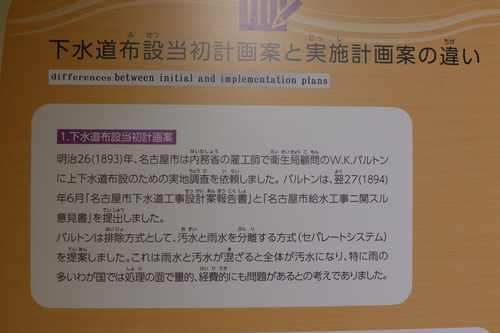 下水道布設当初計画案と実施計画案の違い
differences between initial and implementation plans
1.下水道布設当初計画案
明治26(1893)年、名古屋市は内務省の雇工師で衛生局顧問のW.K.バルトン
に上下水道布設のための実地調査を依頼しました。バルトンは、翌27(1894)
年6月「名古屋市下水道工事設計案報告書」と「名古屋市給水工事ニ関スル
意見書」を提出しました。
バルトンは排除方式として、汚水と雨水を分離する方式(セパレートシステム)
を提案しました。これは雨水と汚水が混ざると全体が汚水になり、特に雨の
多いわが国では処理の面で量的、経費的にも問題があるとの考えでありました。